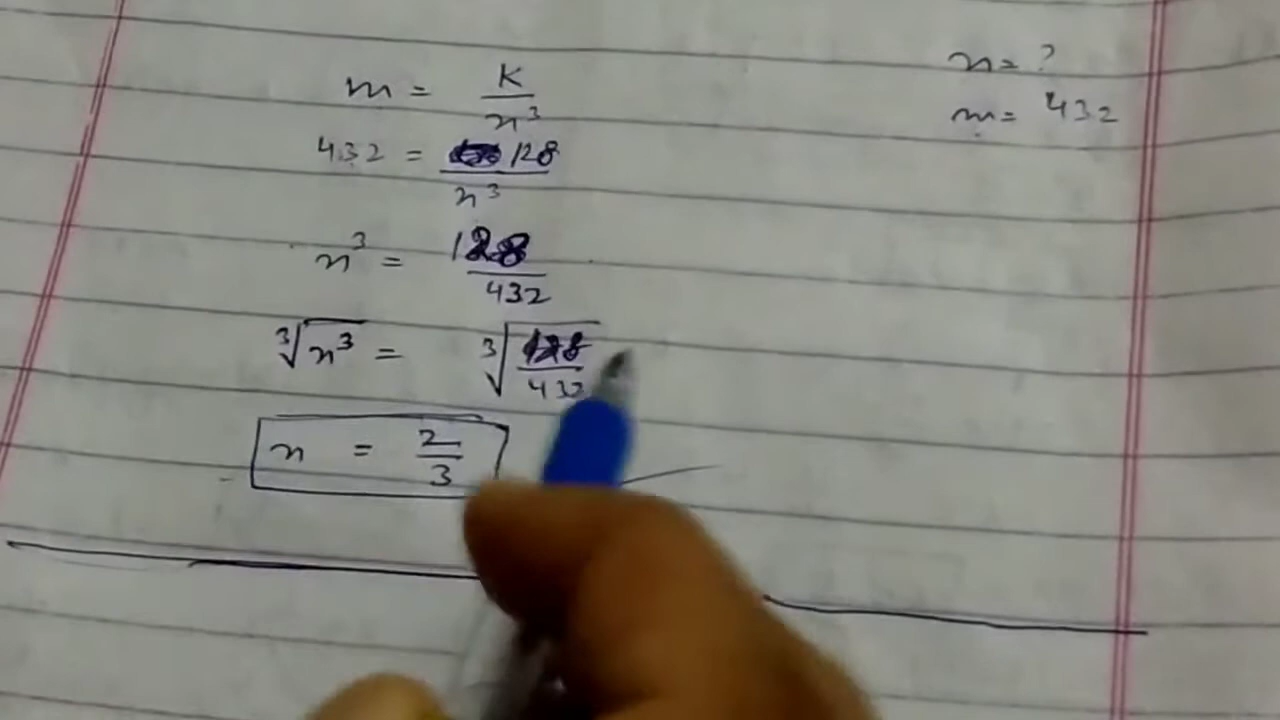 n = ?
m = 432
m = K/n³
432 = 128/n³
n³ = 128/432
∛n³ = ∛128/432
n = 2/3